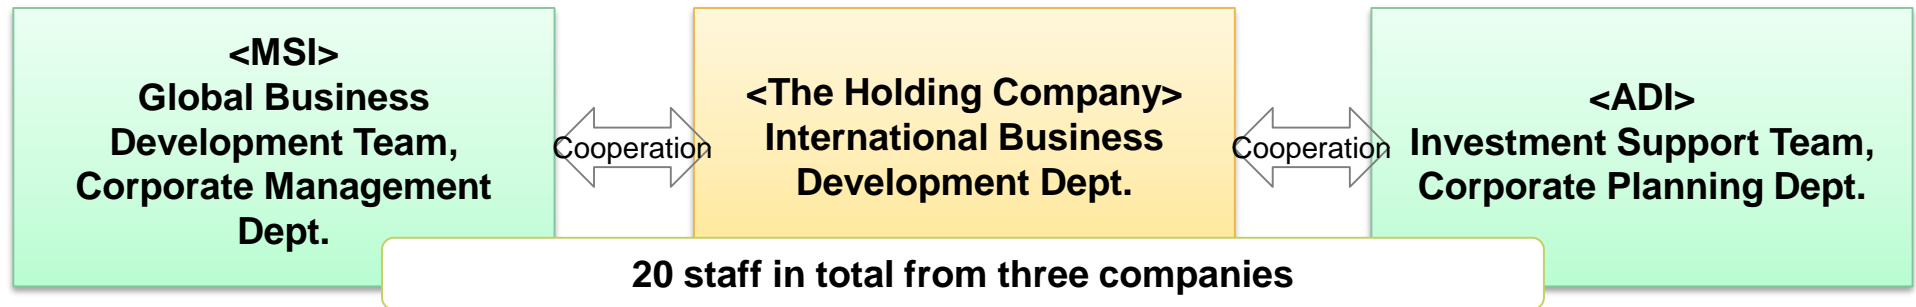 <MSI>
Global Business
Development Team,
Corporate Management
Dept.
Cooperation
<The Holding Company>
International Business
Development Dept.
Cooperation
<ADI>
Investment Support Team,
Corporate Planning Dept.
20 staff in total from three companies